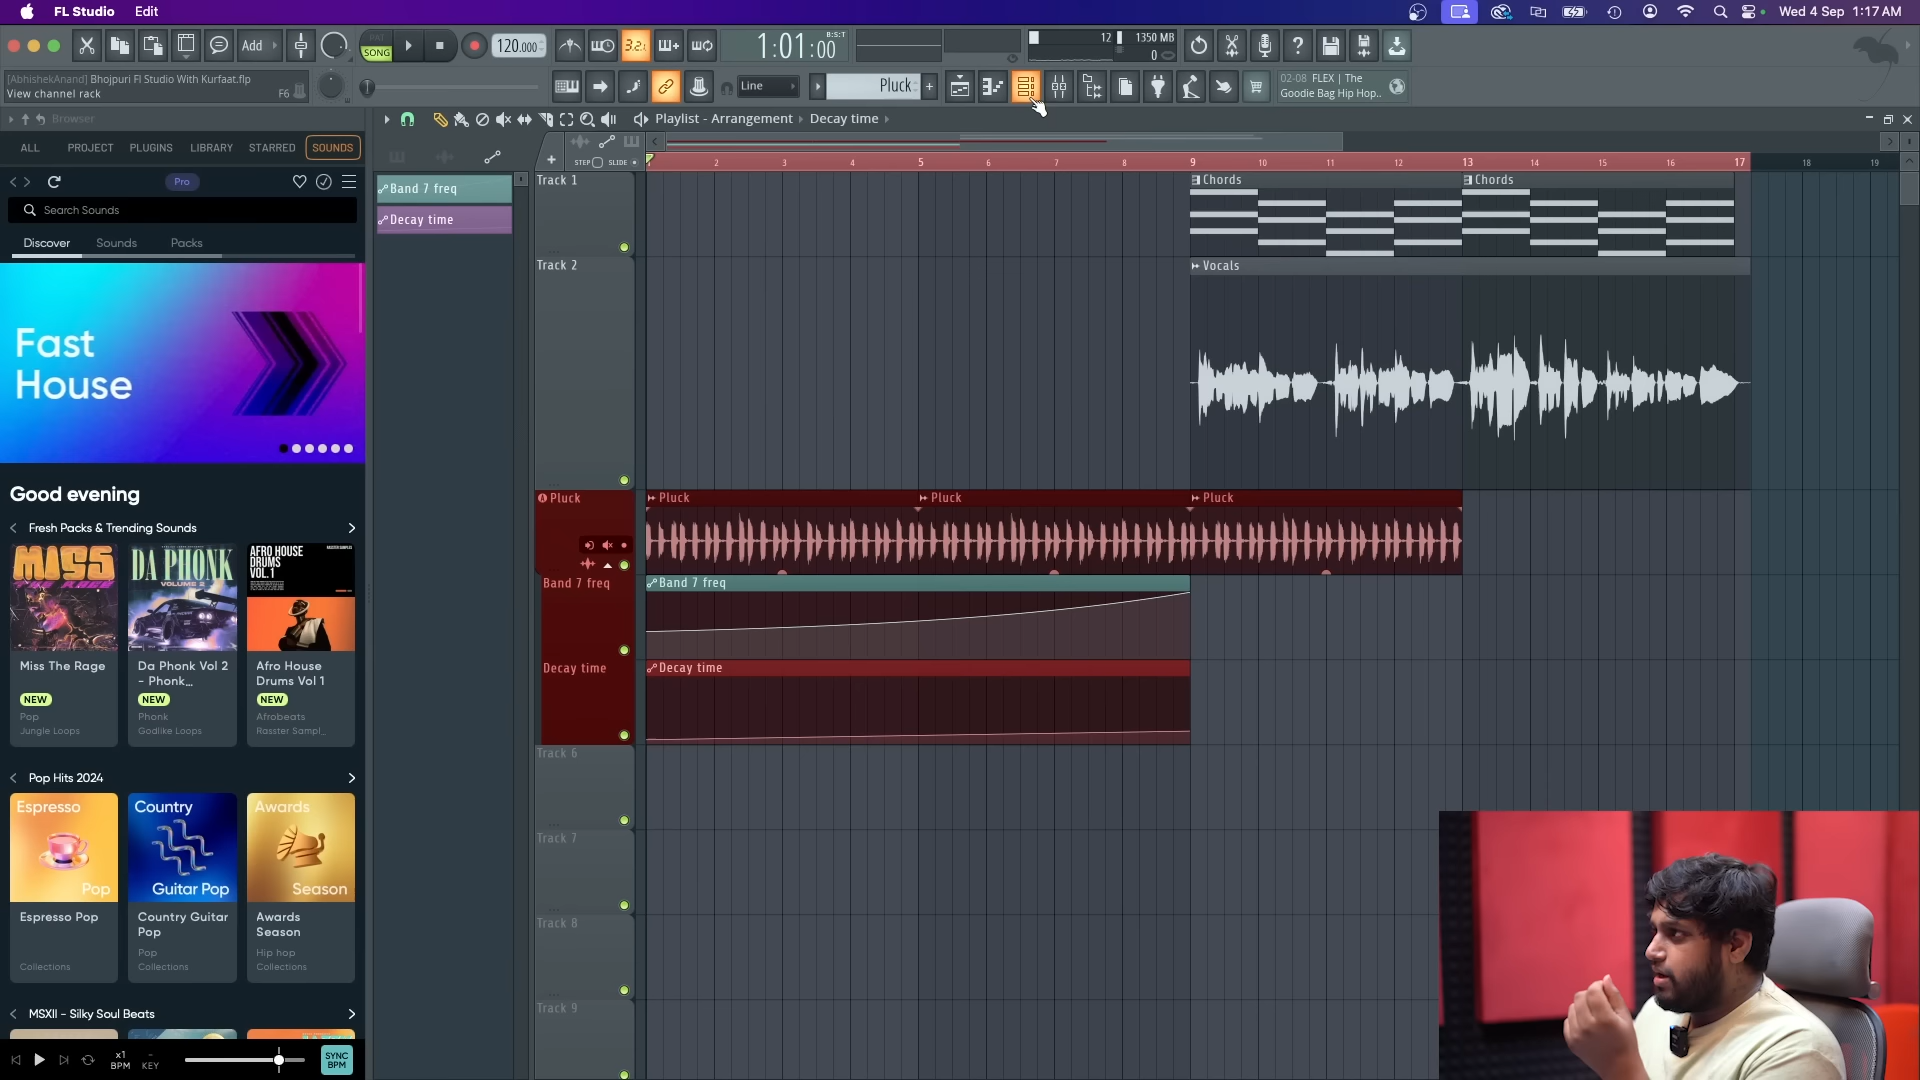 FL Studio
Edit
Wed 4 Sep 1:17 AM
Add
PAT
SONG
120.000
3.2.
1:01:00
B:S:T
12
1350 MB
0
[AbhishekAnand] Bhojpuri Fl Studio With Kurfaat.flp
View channel rack
F6
Line
Pluck
02-08 FLEX | The
Goodie Bag Hip Hop..
Browser
Playlist - Arrangement
Decay time
ALL
PROJECT
PLUGINS
LIBRARY
STARRED
SOUNDS
STEP
SLIDE
2
3
4
5
6
7
8
9
10
11
12
13
14
15
16
17
18
19
Pro
Search Sounds
Discover
Sounds
Packs
Band 7 freq
Decay time
Track 1
Chords
Chords
Track 2
Vocals
Fast
House
Good evening
Fresh Packs & Trending Sounds
MISS
DA PHONK
VOLUME 2
AFRO HOUSE
DRUMS
VOL.1
Miss The Rage
NEW
Pop
Jungle Loops
Da Phonk Vol 2
- Phonk...
NEW
Phonk
Godlike Loops
Afro House
Drums Vol 1
NEW
Afrobeats
Rasster Sampl_
Pluck
Pluck
Pluck
Pluck
Band 7 freq
Band 7 freq
Decay time
Decay time
Track 6
Track 7
Track 8
Track 9
Pop Hits 2024
Espresso
Pop
Country
Guitar Pop
Awards
Season
Espresso Pop
Collections
Country Guitar
Pop
Pop
Collections
Awards
Season
Hip hop
Collections
MSXII - Silky Soul Beats
x1
BPM
-
KEY
SYNC
BPM